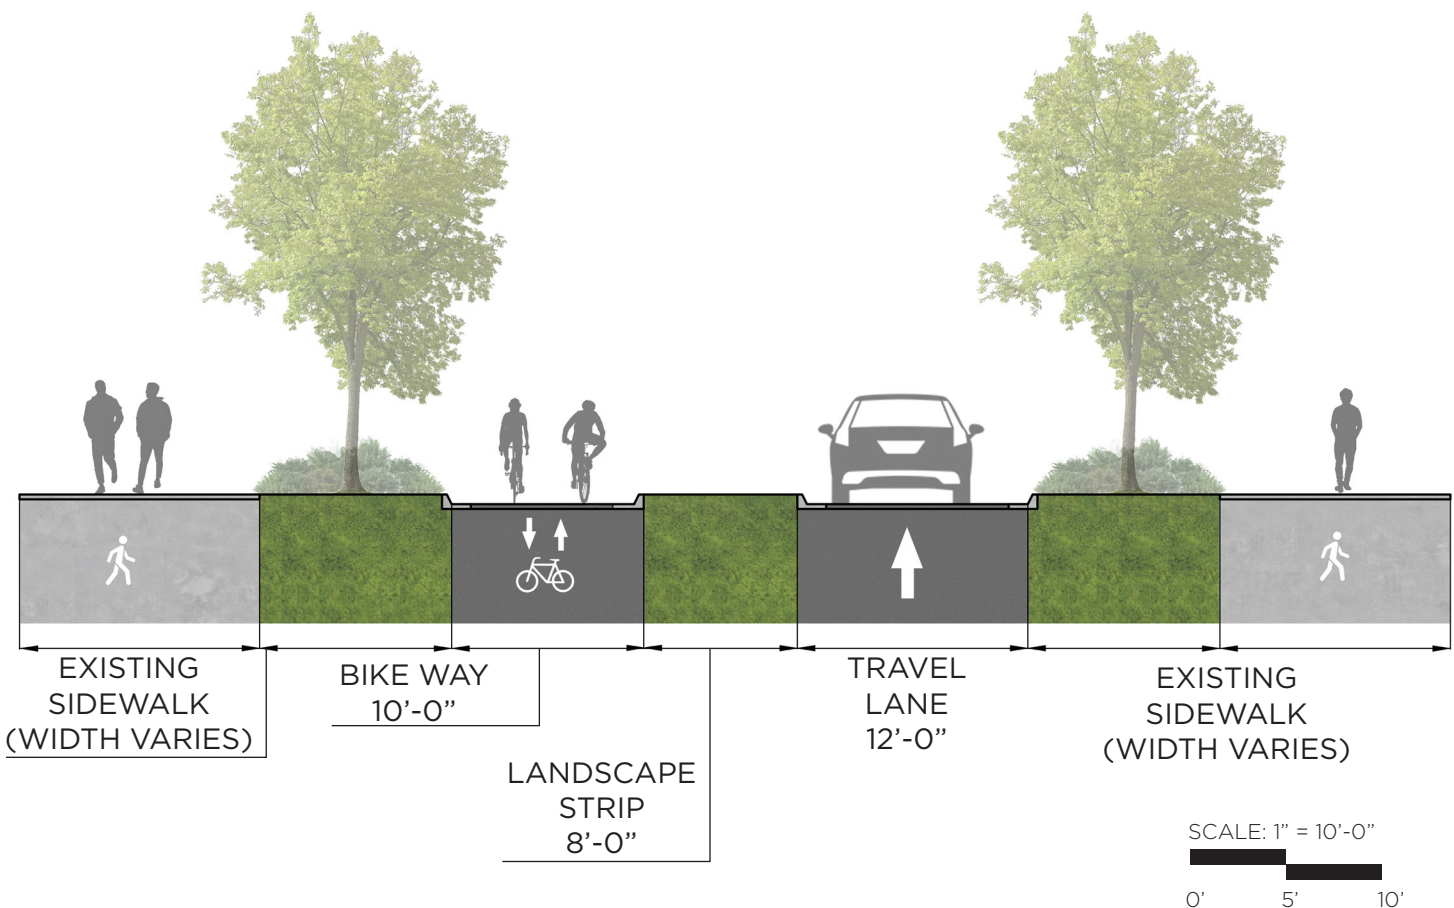 EXISTING
SIDEWALK
(WIDTH VARIES)
BIKE WAY
10’-0”
LANDSCAPE
STRIP
8’-0”
TRAVEL
LANE
12’-0”
EXISTING
SIDEWALK
(WIDTH VARIES)
SCALE: 1” = 10’-0”
0’ 5’ 10’